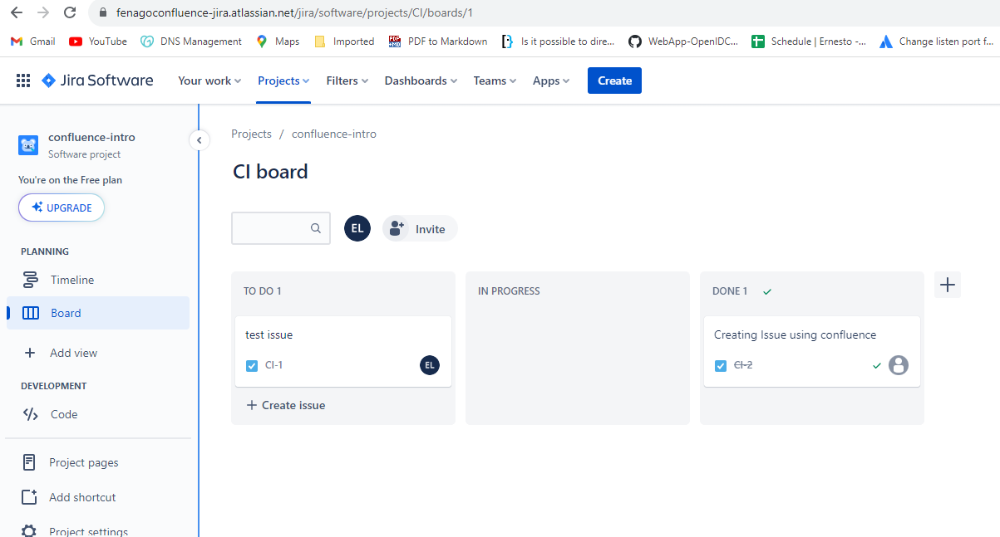 fenagoconfluence-jira.atlassian.net/jira/software/projects/CI/boards/1
Gmail YouTube DNS Management Maps Imported PDF to Markdown Is it possible to dire... WebApp-OpenIDC... Schedule | Ernesto -... Change listen port f...
Jira Software Your work Projects Filters Dashboards Teams Apps Create
confluence-intro
Software project
You're on the Free plan
UPGRADE
PLANNING
Timeline
Board
Add view
DEVELOPMENT
Code
Project pages
Add shortcut
Project settings
Projects / confluence-intro
CI board
EL Invite
TO DO 1
test issue
CI-1 EL
+ Create issue
IN PROGRESS
DONE 1
Creating Issue using confluence
CI-2